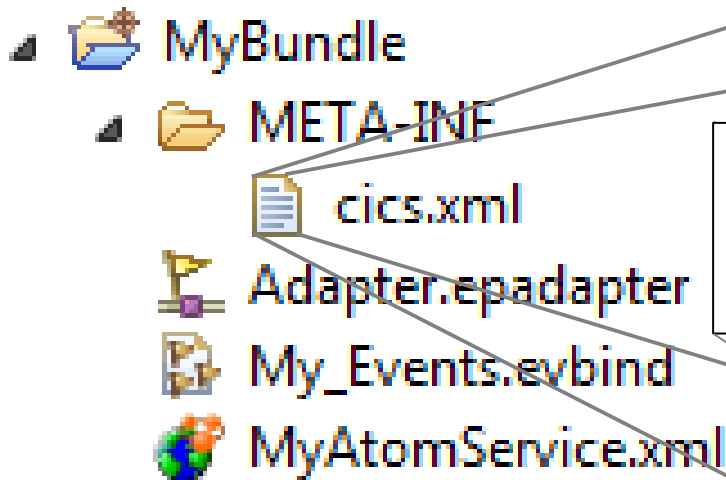 MyBundle
META-INF
cics.xml
Adapter.epadapter
My_Events.evbind
MyAtomService.xml